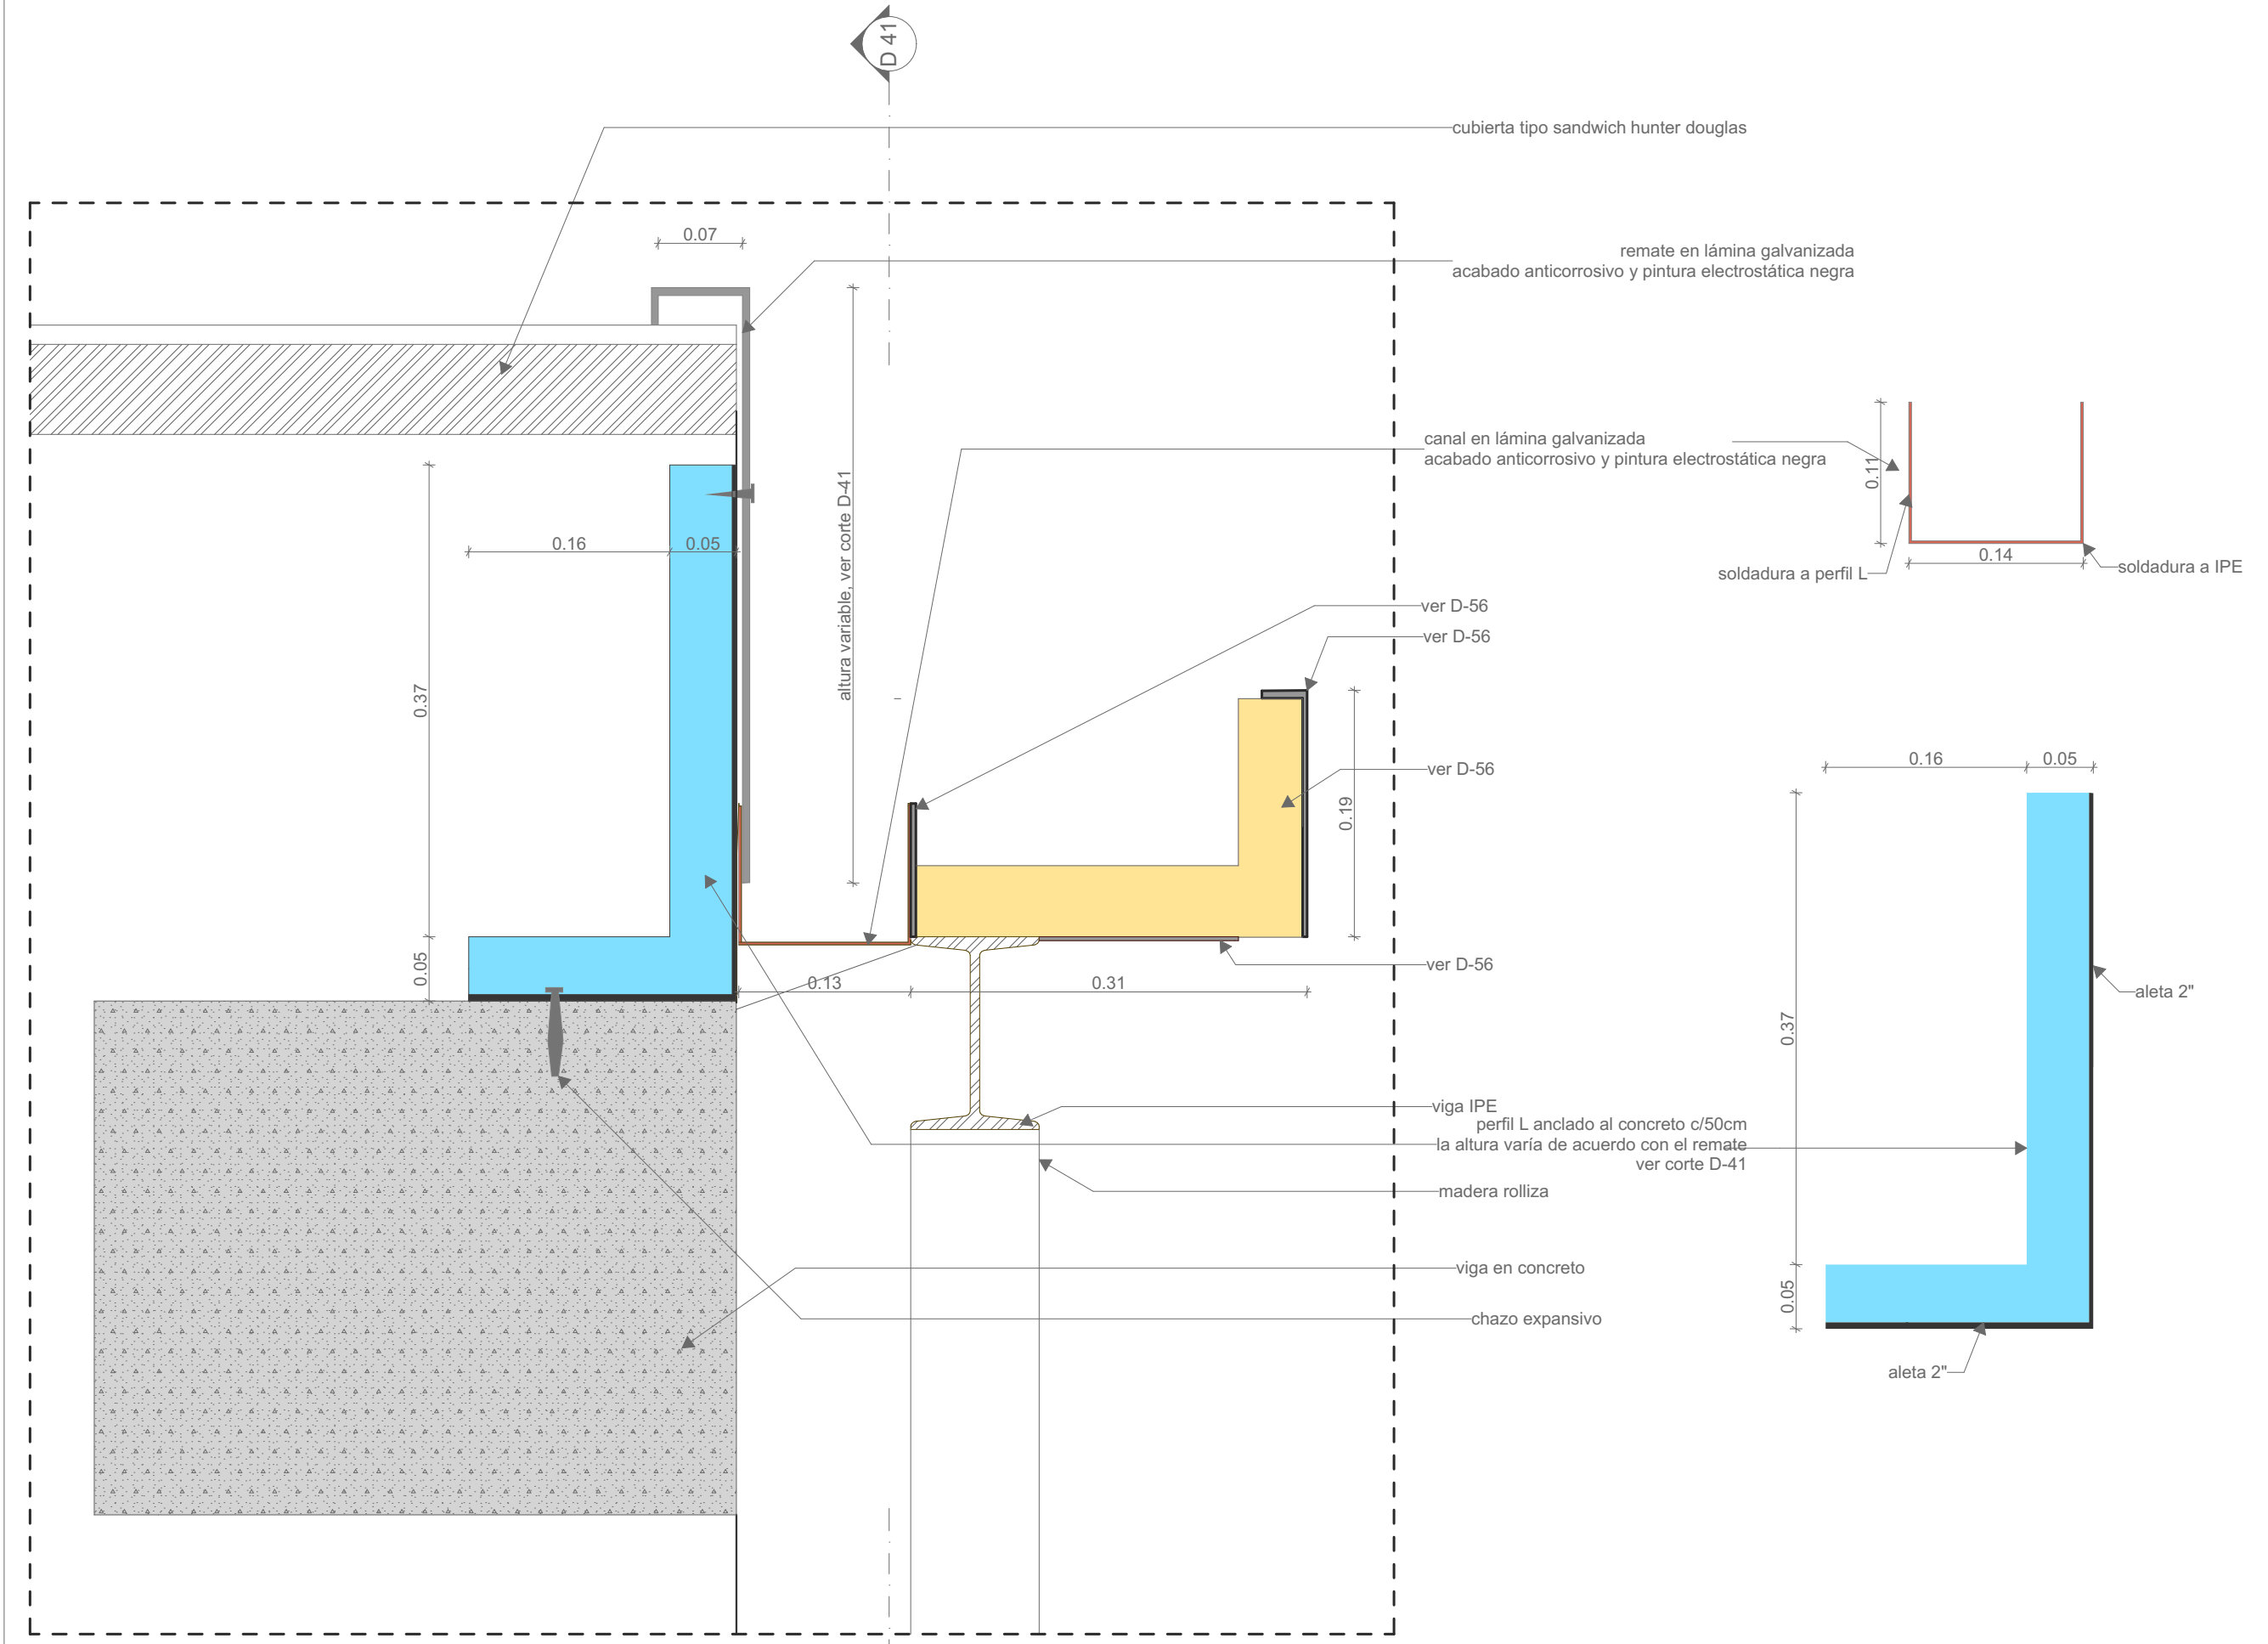 D 41
cubierta tipo sandwich hunter douglas
0.07
remate en lámina galvanizada
acabado anticorrosivo y pintura electrostática negra
canal en lámina galvanizada
acabado anticorrosivo y pintura electrostática negra
0.11
0.14
soldadura a perfil L
soldadura a IPE
0.16
0.05
altura variable, ver corte D-41
0.37
0.05
ver D-56
ver D-56
ver D-56
0.19
ver D-56
0.13
0.31
0.16
0.05
0.37
0.05
aleta 2"
aleta 2"
viga IPE
perfil L anclado al concreto c/50cm
la altura varía de acuerdo con el remate
ver corte D-41
madera rolliza
viga en concreto
chazo expansivo